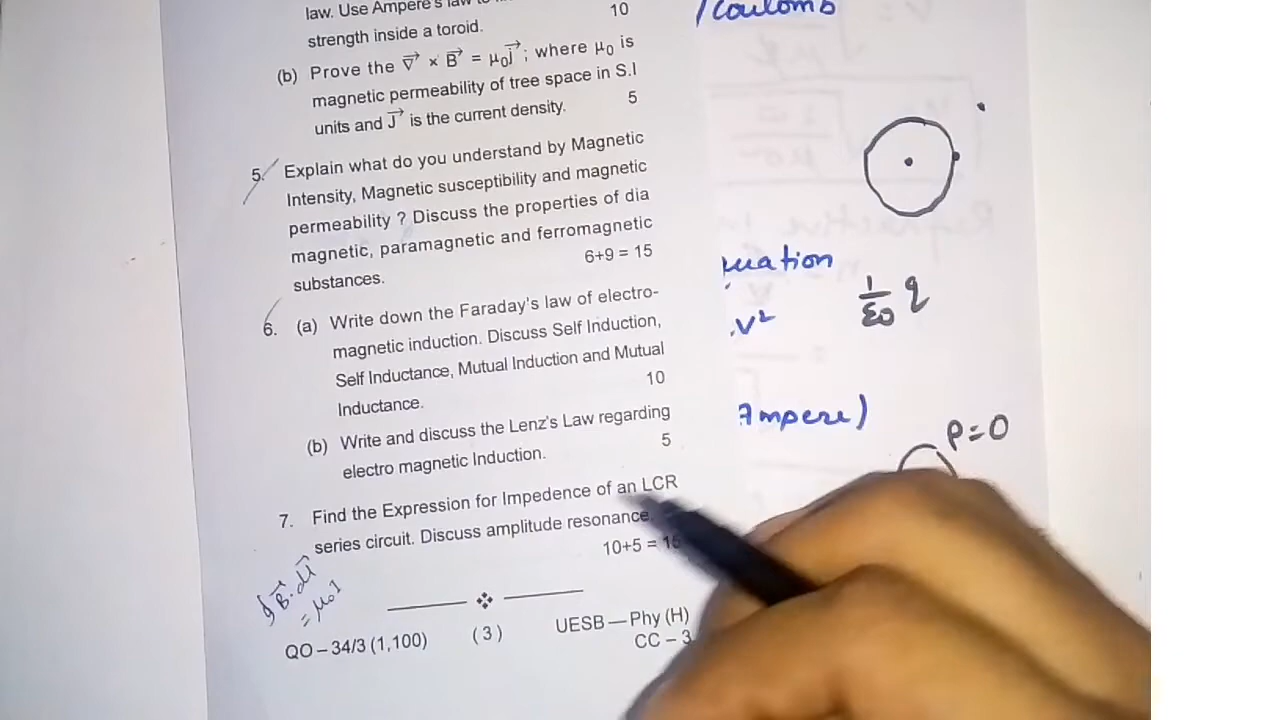 law. Use Ampere's law to
strength inside a toroid. 10
(b) Prove the ∇⃗ × B⃗ = μ₀J⃗ ; where μ₀ is
magnetic permeability of tree space in S.I
units and J⃗ is the current density. 5
5. Explain what do you understand by Magnetic
Intensity, Magnetic susceptibility and magnetic
permeability ? Discuss the properties of dia
magnetic, paramagnetic and ferromagnetic
substances. 6+9 = 15
6. (a) Write down the Faraday's law of electro-
magnetic induction. Discuss Self Induction,
Self Inductance, Mutual Induction and Mutual
Inductance. 10
(b) Write and discuss the Lenz's Law regarding
electro magnetic Induction. 5
7. Find the Expression for Impedence of an LCR
series circuit. Discuss amplitude resonance.
10+5 = 15
∮B⃗.dl⃗
= μ₀I
QO – 34/3 (1,100) ( 3 ) UESB — Phy (H)
CC – 3
/Coulomb
uation
1/ε₀ q
.V²
Ampere)
ρ=0